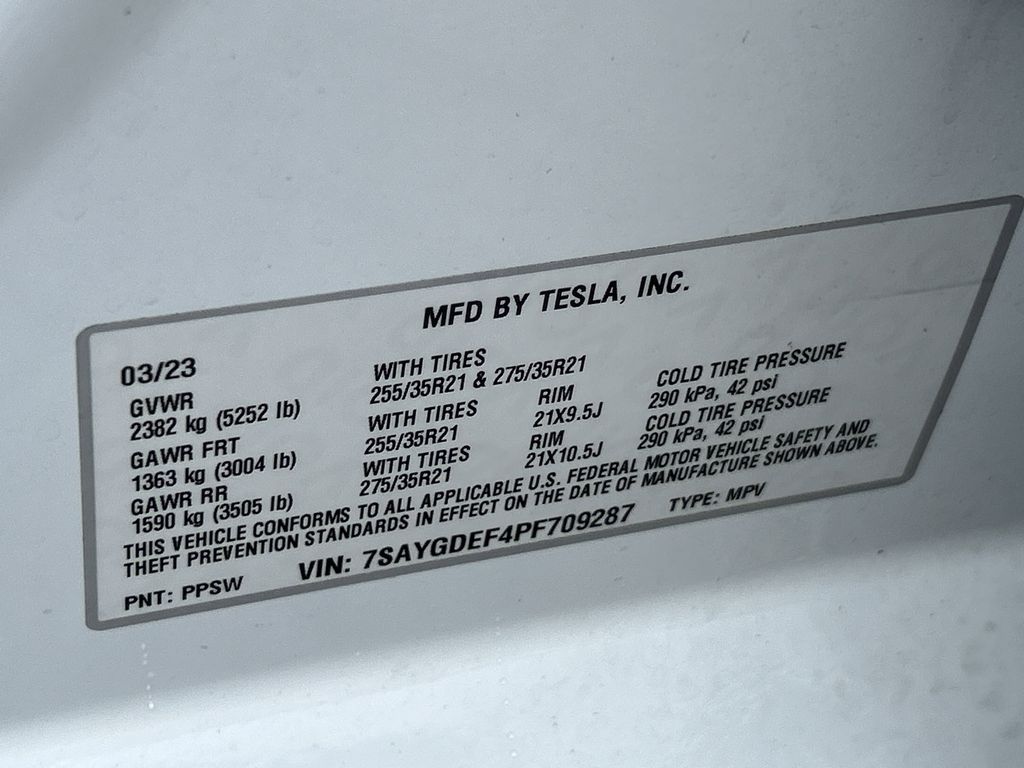 MFD BY TESLA, INC.
03/23
GVWR
2382 kg (5252 lb)
WITH TIRES
255/35R21 & 275/35R21
GAWR FRT
1363 kg (3004 lb)
WITH TIRES
255/35R21
RIM
21X9.5J
COLD TIRE PRESSURE
290 kPa, 42 psi
GAWR RR
1590 kg (3505 lb)
WITH TIRES
275/35R21
RIM
21X10.5J
COLD TIRE PRESSURE
290 kPa, 42 psi
THIS VEHICLE CONFORMS TO ALL APPLICABLE U.S. FEDERAL MOTOR VEHICLE SAFETY AND
THEFT PREVENTION STANDARDS IN EFFECT ON THE DATE OF MANUFACTURE SHOWN ABOVE.
PNT: PPSW VIN: 7SAYGDEF4PF709287 TYPE: MPV